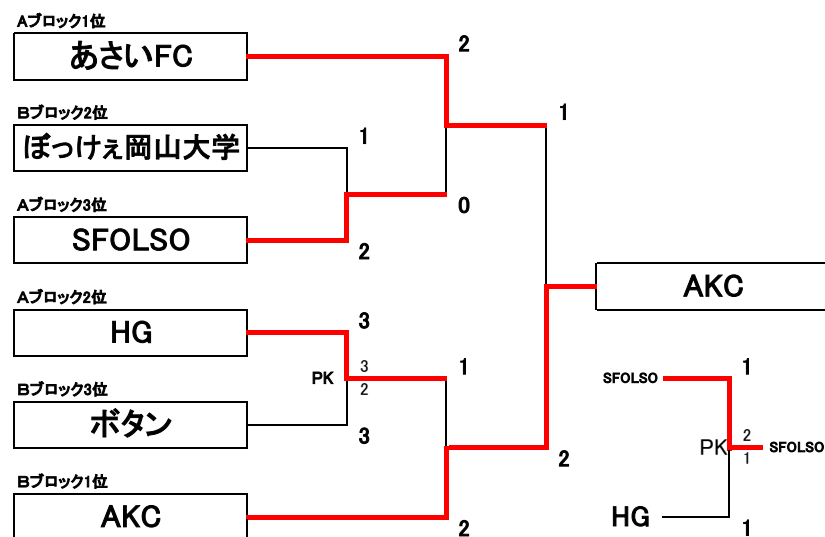 Aブロック1位
あさいFC
2
1
Bブロック2位
ぼっけぇ岡山大学
1
Aブロック3位
SFOLSO
2
0
AKC
Aブロック2位
HG
3
PK
3
2
1
Bブロック3位
ボタン
3
2
Bブロック1位
AKC
2
SFOLSO
1
PK
2
1
SFOLSO
HG
1